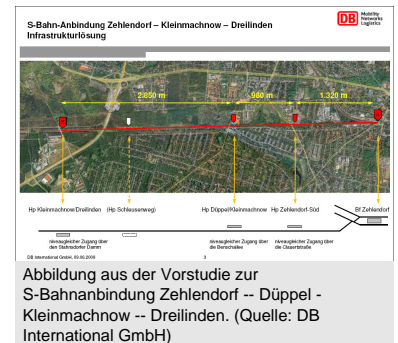 S-Bahn-Anbindung Zehlendorf – Kleinmachnow – Dreilinden
Infrastrukturlösung
DB
Mobility
Networks
Logistics
2.850 m
980 m
1.320 m
Hp Kleinmachnow/Dreilinden
(Hp Schleusenweg)
Hp Düppel/Kleinmachnow
Hp Zehlendorf-Süd
Bf Zehlendorf
niveaugleicher Zugang über
den Stahnsdorfer Damm
niveaugleicher Zugang über
die Benschallee
niveaugleicher Zugang über
die Clauertstraße
DB International GmbH, 09.06.2009
3
Abbildung aus der Vorstudie zur
S-Bahnanbindung Zehlendorf -- Düppel -
Kleinmachnow -- Dreilinden. (Quelle: DB
International GmbH)